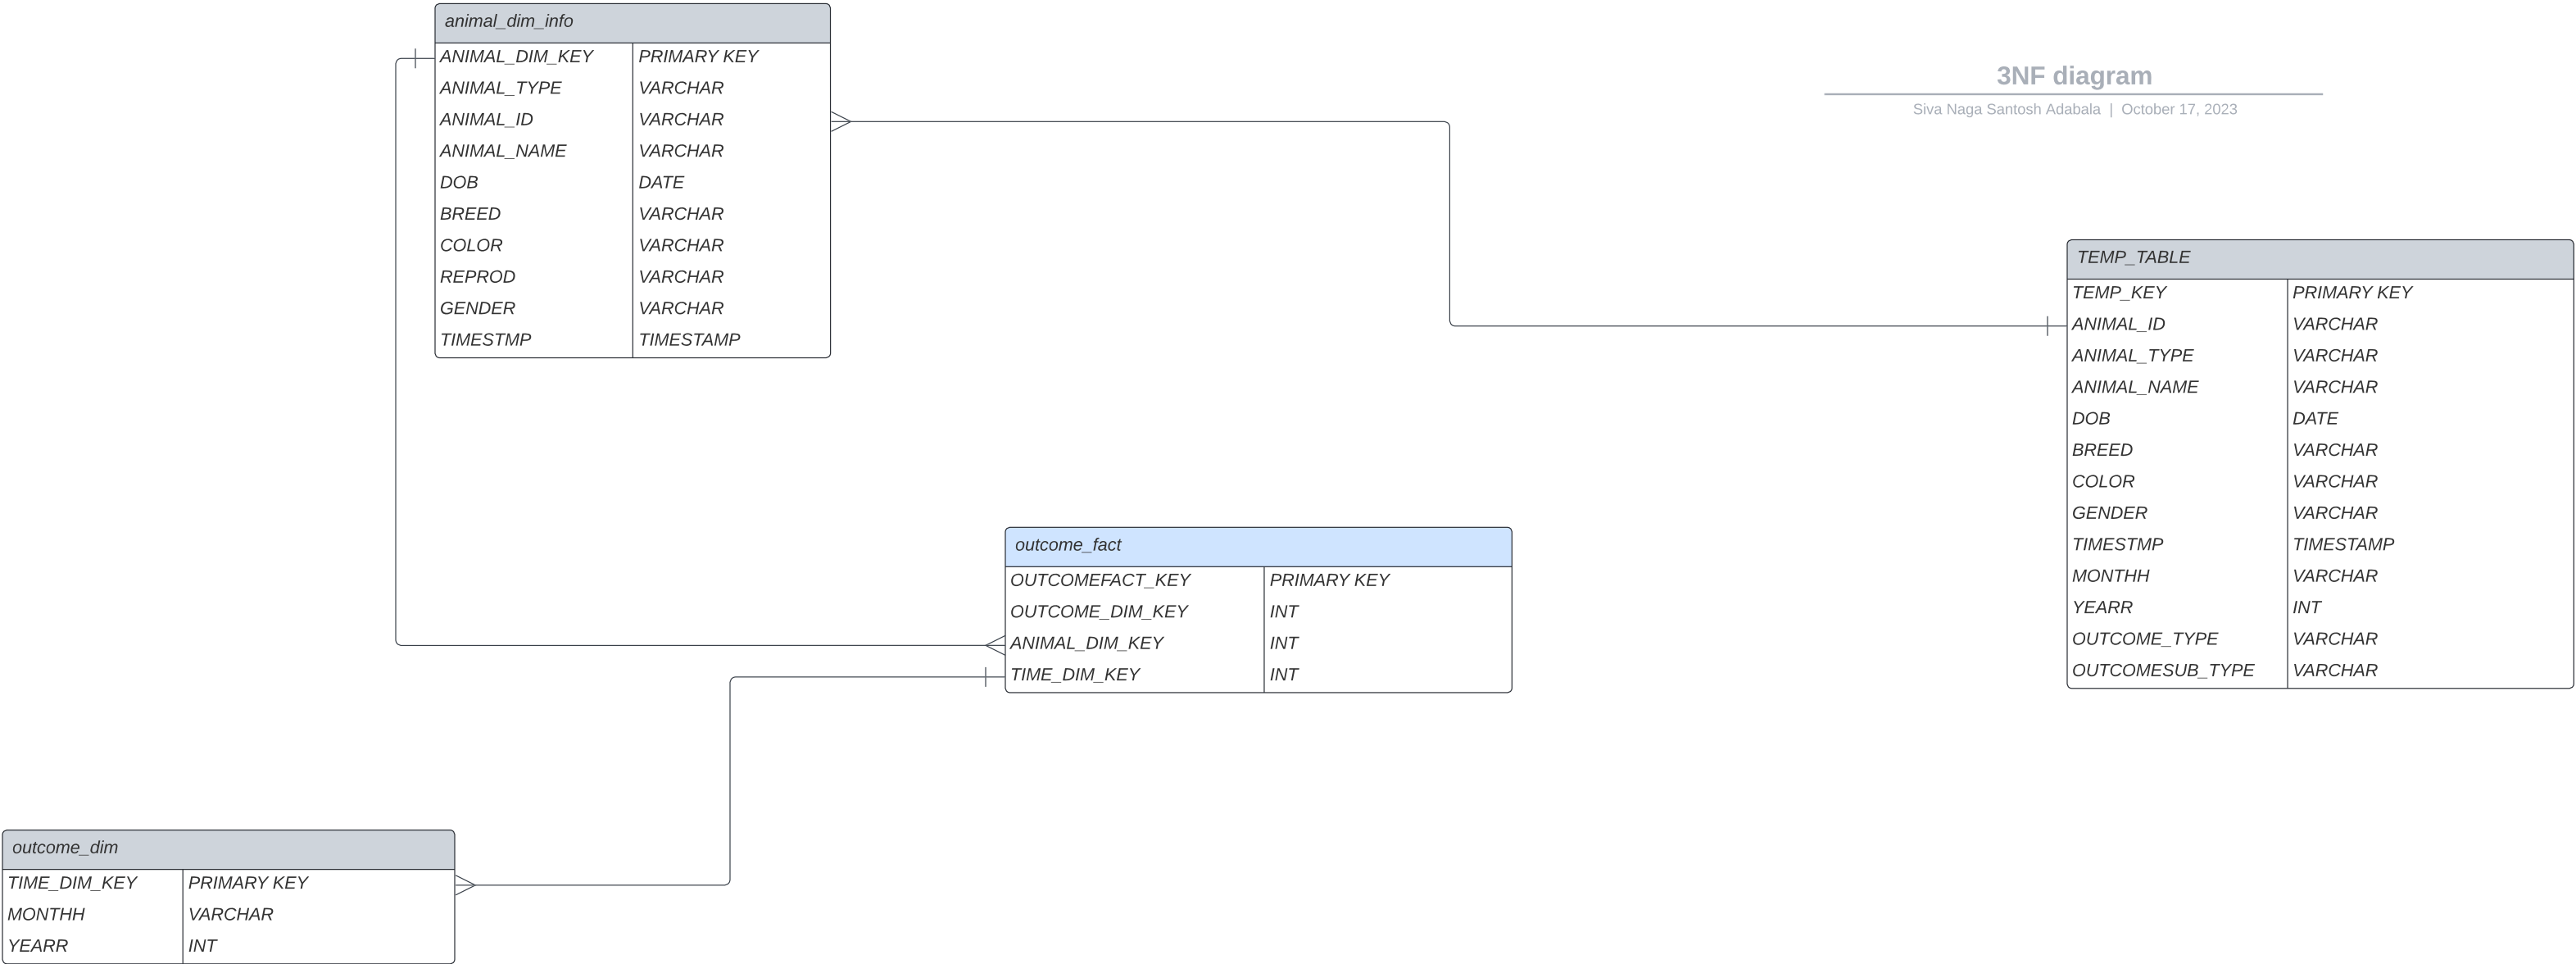 animal_dim_info
ANIMAL_DIM_KEY PRIMARY KEY
ANIMAL_TYPE VARCHAR
ANIMAL_ID VARCHAR
ANIMAL_NAME VARCHAR
DOB DATE
BREED VARCHAR
COLOR VARCHAR
REPROD VARCHAR
GENDER VARCHAR
TIMESTMP TIMESTAMP
3NF diagram
Siva Naga Santosh Adabala | October 17, 2023
TEMP_TABLE
TEMP_KEY PRIMARY KEY
ANIMAL_ID VARCHAR
ANIMAL_TYPE VARCHAR
ANIMAL_NAME VARCHAR
DOB DATE
BREED VARCHAR
COLOR VARCHAR
GENDER VARCHAR
TIMESTMP TIMESTAMP
MONTHH VARCHAR
YEARR INT
OUTCOME_TYPE VARCHAR
OUTCOMESUB_TYPE VARCHAR
outcome_fact
OUTCOMEFACT_KEY PRIMARY KEY
OUTCOME_DIM_KEY INT
ANIMAL_DIM_KEY INT
TIME_DIM_KEY INT
outcome_dim
TIME_DIM_KEY PRIMARY KEY
MONTHH VARCHAR
YEARR INT